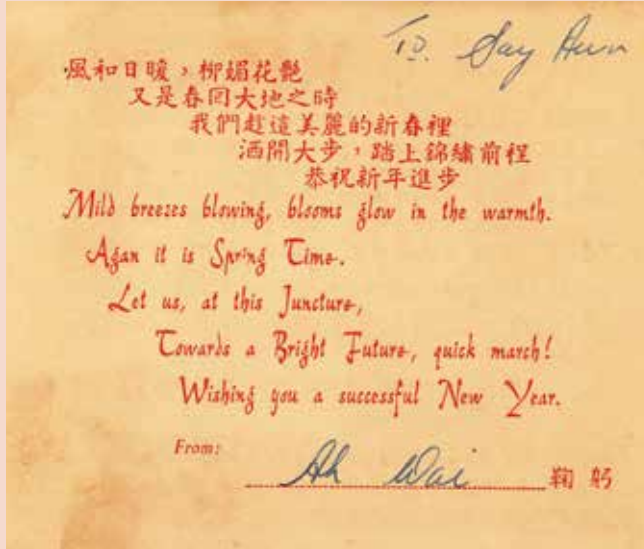 To. Say Aun
風和日暖，柳媚花艷
又是春回大地之時
我們趁這美麗的新春裡
洒開大步，踏上錦繡前程
恭祝新年進步
Mild breezes blowing, blooms glow in the warmth.
Agan it is Spring Time.
Let us, at this Juncture,
Towards a Bright Future, quick march!
Wishing you a successful New Year.
From: Ah Wai 鞠躬